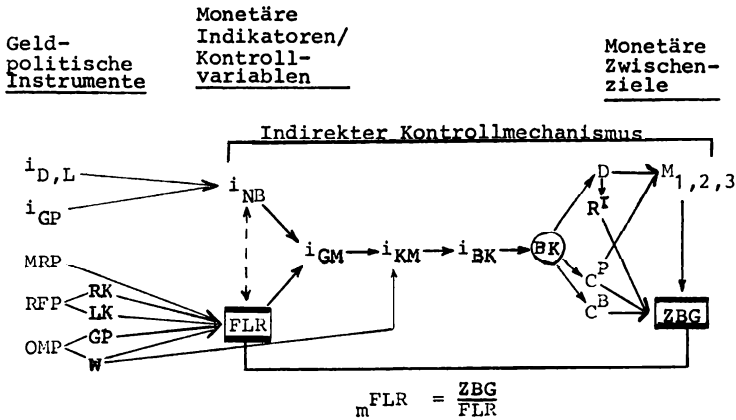 Geld-
politische
Instrumente
Monetäre
Indikatoren/
Kontroll-
variablen
Monetäre
Zwischen-
ziele
Indirekter Kontrollmechanismus
i_D,L
i_GP
i_NB
MRP
RFP
RK
LK
OMP
GP
W
FLR
i_GM
i_KM
i_BK
BK
D
R^I
C^P
C^B
M_1,2,3
ZBG
m^FLR = ZBG/FLR